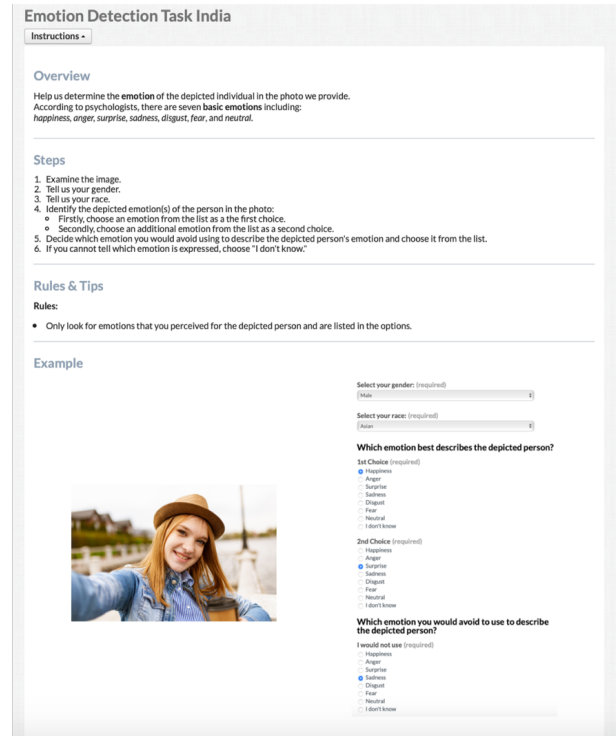 Emotion Detection Task India
Instructions
Overview
Help us determine the emotion of the depicted individual in the photo we provide.
According to psychologists, there are seven basic emotions including:
happiness, anger, surprise, sadness, disgust, fear, and neutral.
Steps
1. Examine the image.
2. Tell us your gender.
3. Tell us your race.
4. Identify the depicted emotion(s) of the person in the photo:
Firstly, choose an emotion from the list as a the first choice.
Secondly, choose an additional emotion from the list as a second choice.
5. Decide which emotion you would avoid using to describe the depicted person's emotion and choose it from the list.
6. If you cannot tell which emotion is expressed, choose "I don't know."
Rules & Tips
Rules:
Only look for emotions that you perceived for the depicted person and are listed in the options.
Example
Select your gender: (required)
Male
Select your race: (required)
Asian
Which emotion best describes the depicted person?
1st Choice (required)
Happiness
Anger
Surprise
Sadness
Disgust
Fear
Neutral
I don't know
2nd Choice (required)
Happiness
Anger
Surprise
Sadness
Disgust
Fear
Neutral
I don't know
Which emotion you would avoid to use to describe
the depicted person?
I would not use (required)
Happiness
Anger
Surprise
Sadness
Disgust
Fear
Neutral
I don't know